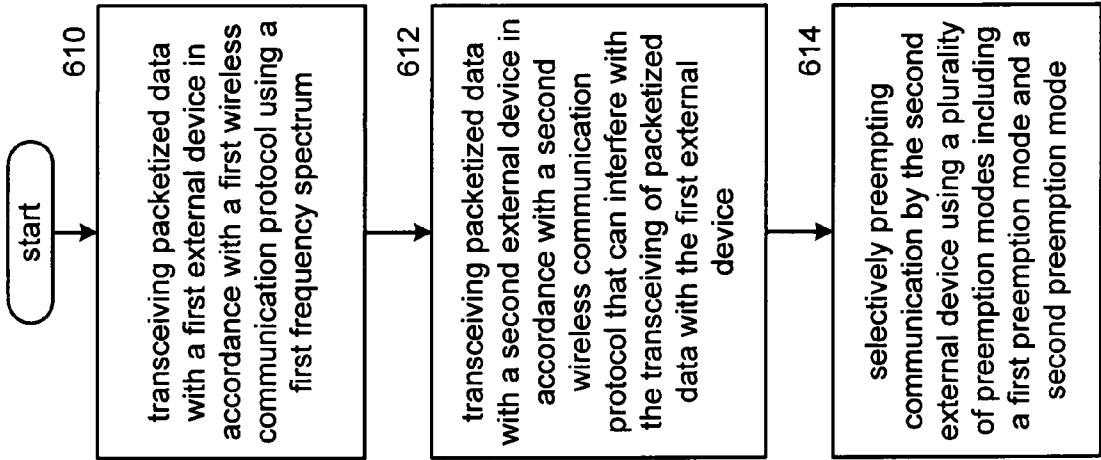 start
610
transceiving packetized data
with a first external device in
accordance with a first wireless
communication protocol using a
first frequency spectrum
612
transceiving packetized data
with a second external device in
accordance with a second
wireless communication
protocol that can interfere with
the transceiving of packetized
data with the first external
device
614
selectively preempting
communication by the second
external device using a plurality
of preemption modes including
a first preemption mode and a
second preemption mode